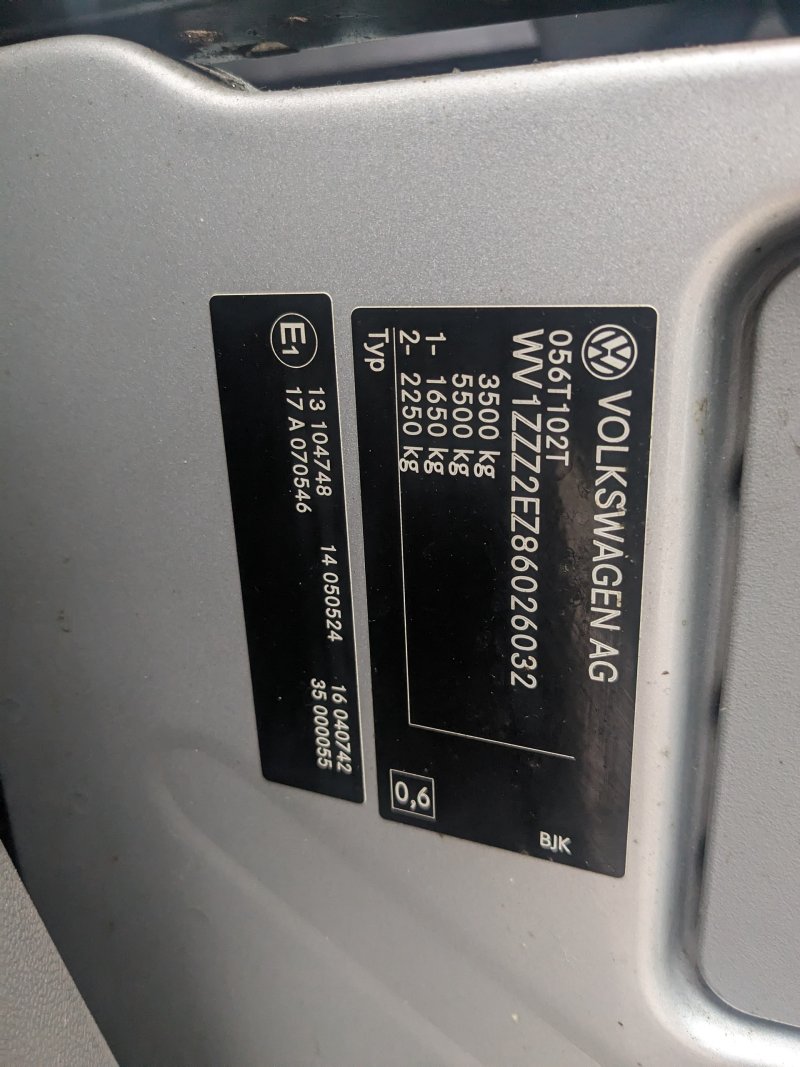 VOLKSWAGEN AG
056T102T
WV1ZZZ2EZ86026032
3500 kg
5500 kg
1- 1650 kg
2- 2250 kg
Typ
BJK
0,6
E1
13 104748 14 050524 16 040742
17 A 070546 35 000055